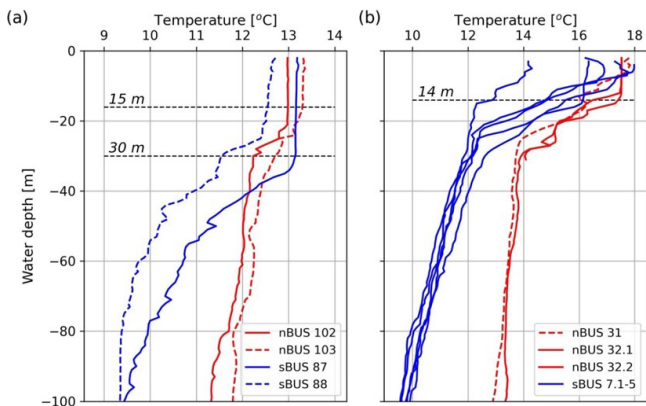 (a)
Temperature [°C]
9 10 11 12 13 14
0
−20
−40
−60
−80
−100
Water depth [m]
15 m
30 m
nBUS 102
nBUS 103
sBUS 87
sBUS 88
(b)
Temperature [°C]
10 12 14 16 18
14 m
nBUS 31
nBUS 32.1
nBUS 32.2
sBUS 7.1-5